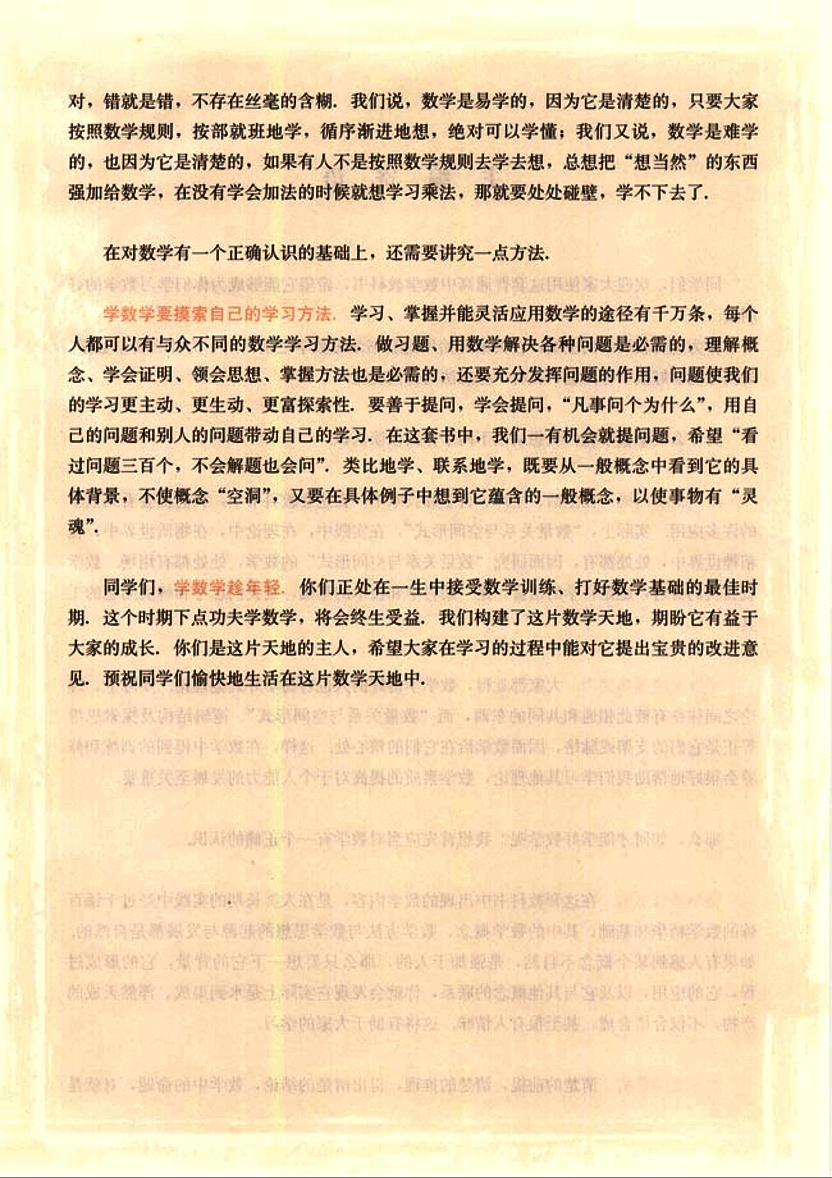 对，错就是错，不存在丝毫的含糊．我们说，数学是易学的，因为它是清楚的，只要大家
按照数学规则，按部就班地学，循序渐进地想，绝对可以学懂；我们又说，数学是难学
的，也因为它是清楚的，如果有人不是按照数学规则去学去想，总想把“想当然”的东西
强加给数学，在没有学会加法的时候就想学习乘法，那就要处处碰壁，学不下去了．
在对数学有一个正确认识的基础上，还需要讲究一点方法．
学数学要摸索自己的学习方法．学习、掌握并能灵活应用数学的途径有千万条，每个
人都可以有与众不同的数学学习方法．做习题、用数学解决各种问题是必需的，理解概
念、学会证明、领会思想、掌握方法也是必需的，还要充分发挥问题的作用，问题使我们
的学习更主动、更生动、更富探索性．要善于提问，学会提问，“凡事问个为什么”，用自
己的问题和别人的问题带动自己的学习．在这套书中，我们一有机会就提问题，希望“看
过问题三百个，不会解题也会问”．类比地学、联系地学，既要从一般概念中看到它的具
体背景，不使概念“空洞”，又要在具体例子中想到它蕴含的一般概念，以使事物有“灵
魂”．
同学们，学数学趁年轻．你们正处在一生中接受数学训练、打好数学基础的最佳时
期．这个时期下点功夫学数学，将会终生受益．我们构建了这片数学天地，期盼它有益于
大家的成长．你们是这片天地的主人，希望大家在学习的过程中能对它提出宝贵的改进意
见．预祝同学们愉快地生活在这片数学天地中．